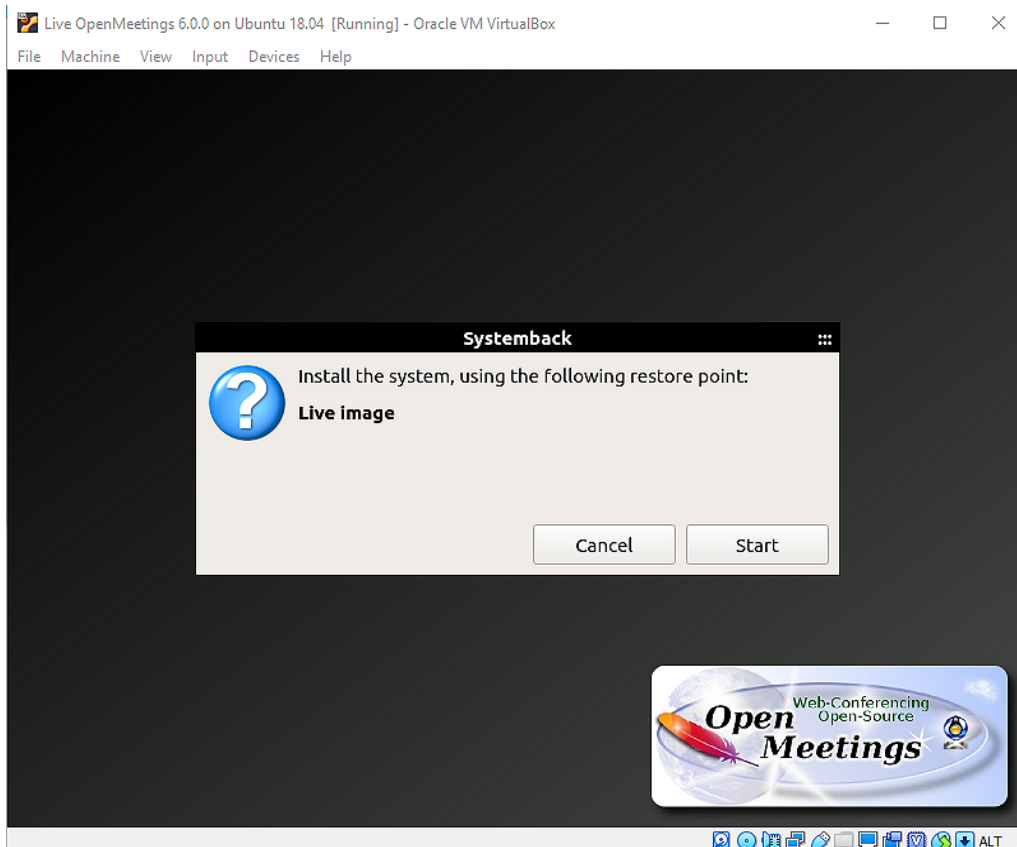 Live OpenMeetings 6.0.0 on Ubuntu 18.04 [Running] - Oracle VM VirtualBox
File Machine View Input Devices Help
Systemback
Install the system, using the following restore point:
Live image
Cancel Start
Web-Conferencing
Open-Source
Open
Meetings
ALT